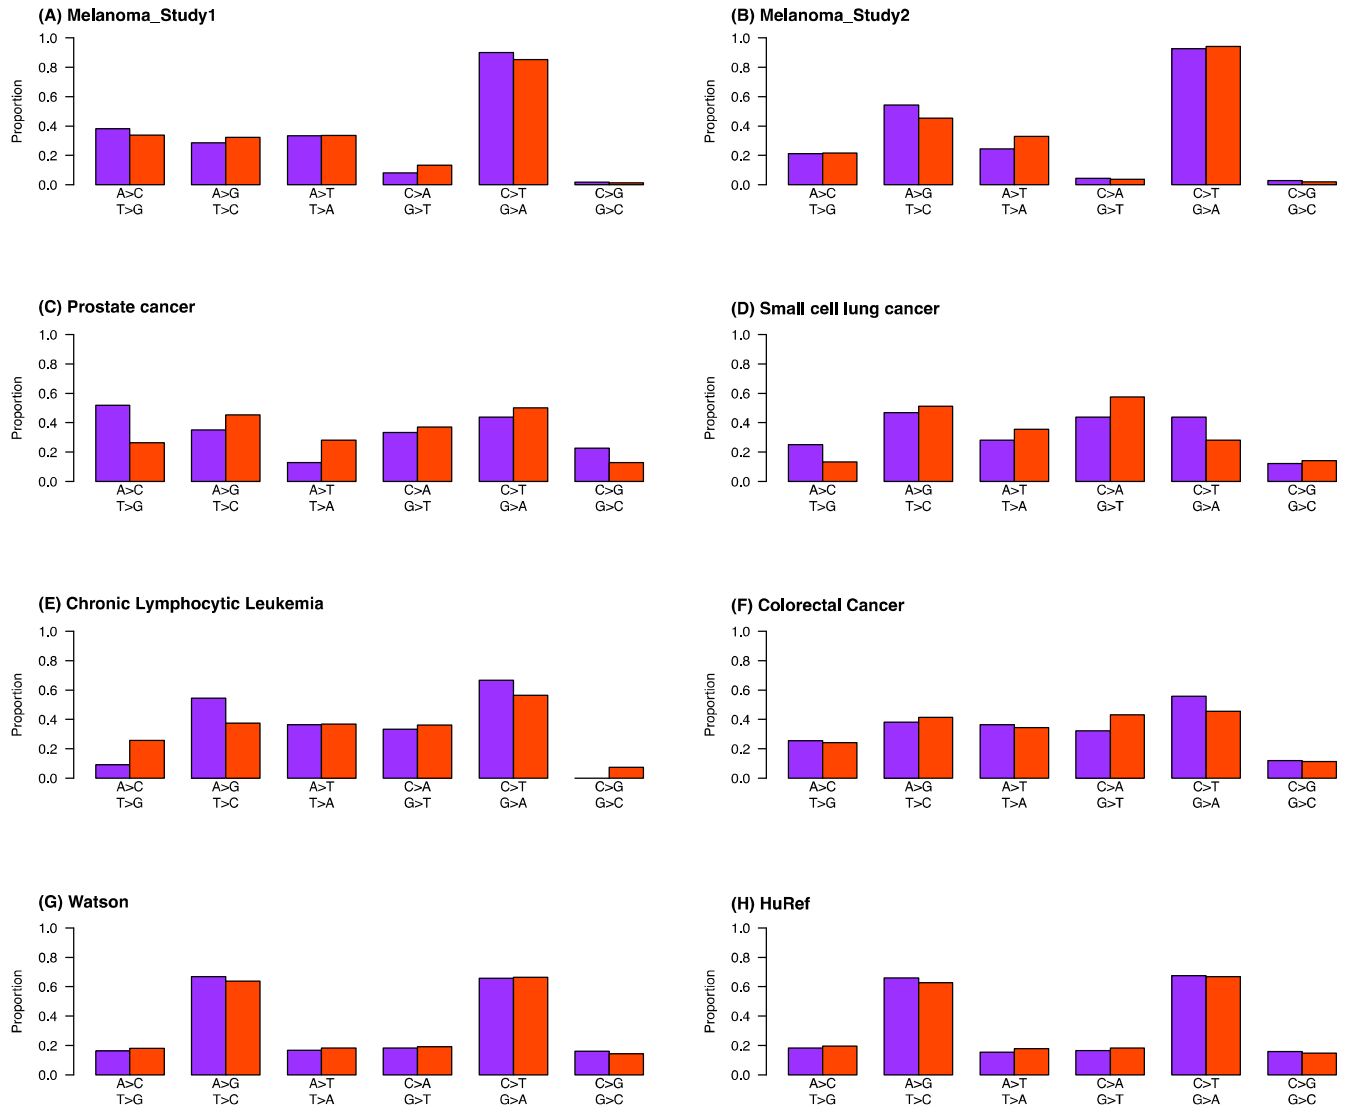 (A) Melanoma_Study1
Proportion
1.0
0.8
0.6
0.4
0.2
0.0
A>C A>G A>T C>A C>T C>G
T>G T>C T>A G>T G>A G>C
(B) Melanoma_Study2
Proportion
1.0
0.8
0.6
0.4
0.2
0.0
A>C A>G A>T C>A C>T C>G
T>G T>C T>A G>T G>A G>C
(C) Prostate cancer
Proportion
1.0
0.8
0.6
0.4
0.2
0.0
A>C A>G A>T C>A C>T C>G
T>G T>C T>A G>T G>A G>C
(D) Small cell lung cancer
Proportion
1.0
0.8
0.6
0.4
0.2
0.0
A>C A>G A>T C>A C>T C>G
T>G T>C T>A G>T G>A G>C
(E) Chronic Lymphocytic Leukemia
Proportion
1.0
0.8
0.6
0.4
0.2
0.0
A>C A>G A>T C>A C>T C>G
T>G T>C T>A G>T G>A G>C
(F) Colorectal Cancer
Proportion
1.0
0.8
0.6
0.4
0.2
0.0
A>C A>G A>T C>A C>T C>G
T>G T>C T>A G>T G>A G>C
(G) Watson
Proportion
1.0
0.8
0.6
0.4
0.2
0.0
A>C A>G A>T C>A C>T C>G
T>G T>C T>A G>T G>A G>C
(H) HuRef
Proportion
1.0
0.8
0.6
0.4
0.2
0.0
A>C A>G A>T C>A C>T C>G
T>G T>C T>A G>T G>A G>C